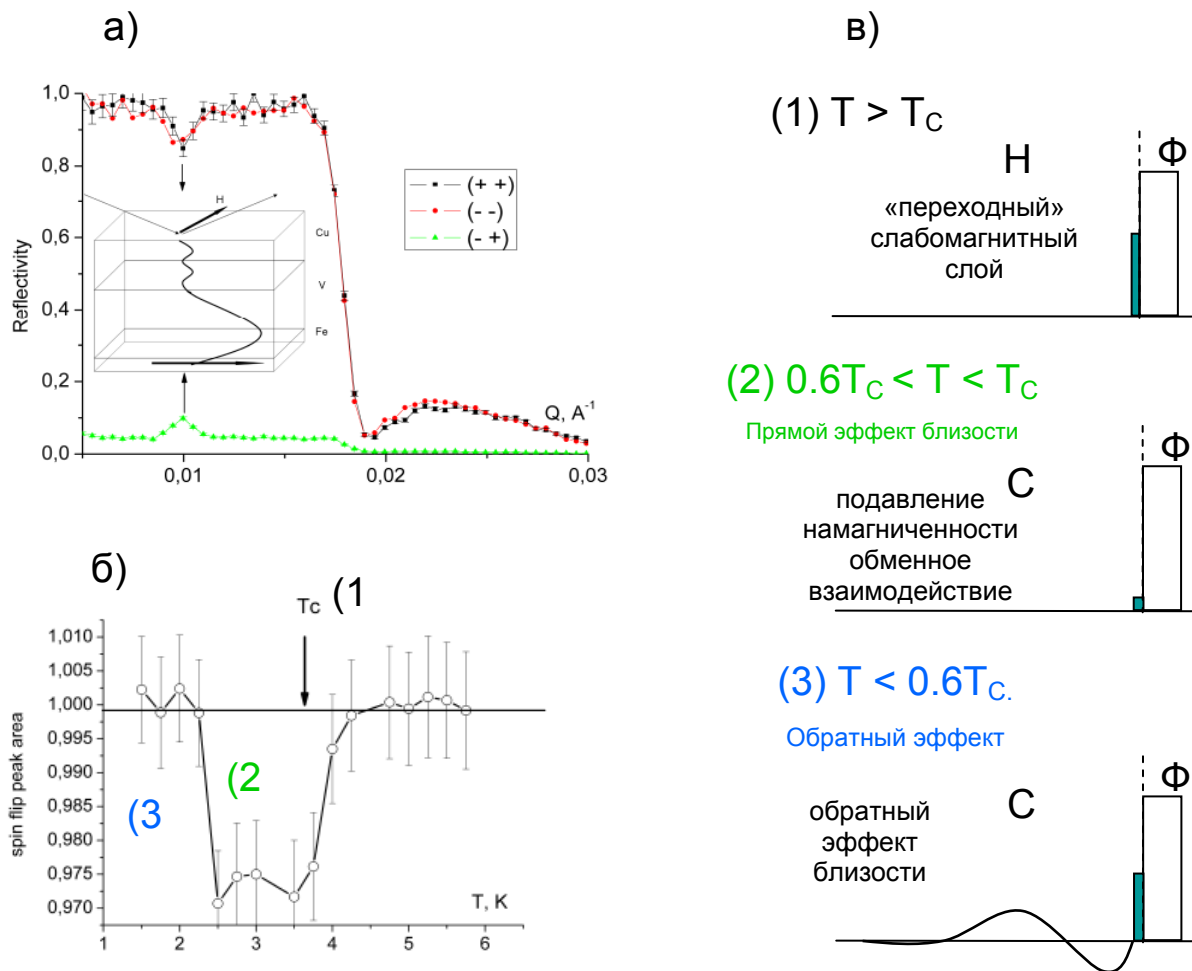 а)
1,0
0,8
0,6
0,4
0,2
0,0
Reflectivity
0,01
0,02
0,03
Q, A⁻¹
(+ +)
(- -)
(- +)
H
Cu
V
Fe
б)
Tc
(1
(2
(3
1,010
1,005
1,000
0,995
0,990
0,985
0,980
0,975
0,970
spin flip peak area
1
2
3
4
5
6
T, K
в)
(1) T > TC
Н
Ф
«переходный»
слабомагнитный
слой
(2) 0.6TC < T < TC
Прямой эффект близости
С
Ф
подавление
намагниченности
обменное
взаимодействие
(3) T < 0.6TC.
Обратный эффект
С
Ф
обратный
эффект
близости